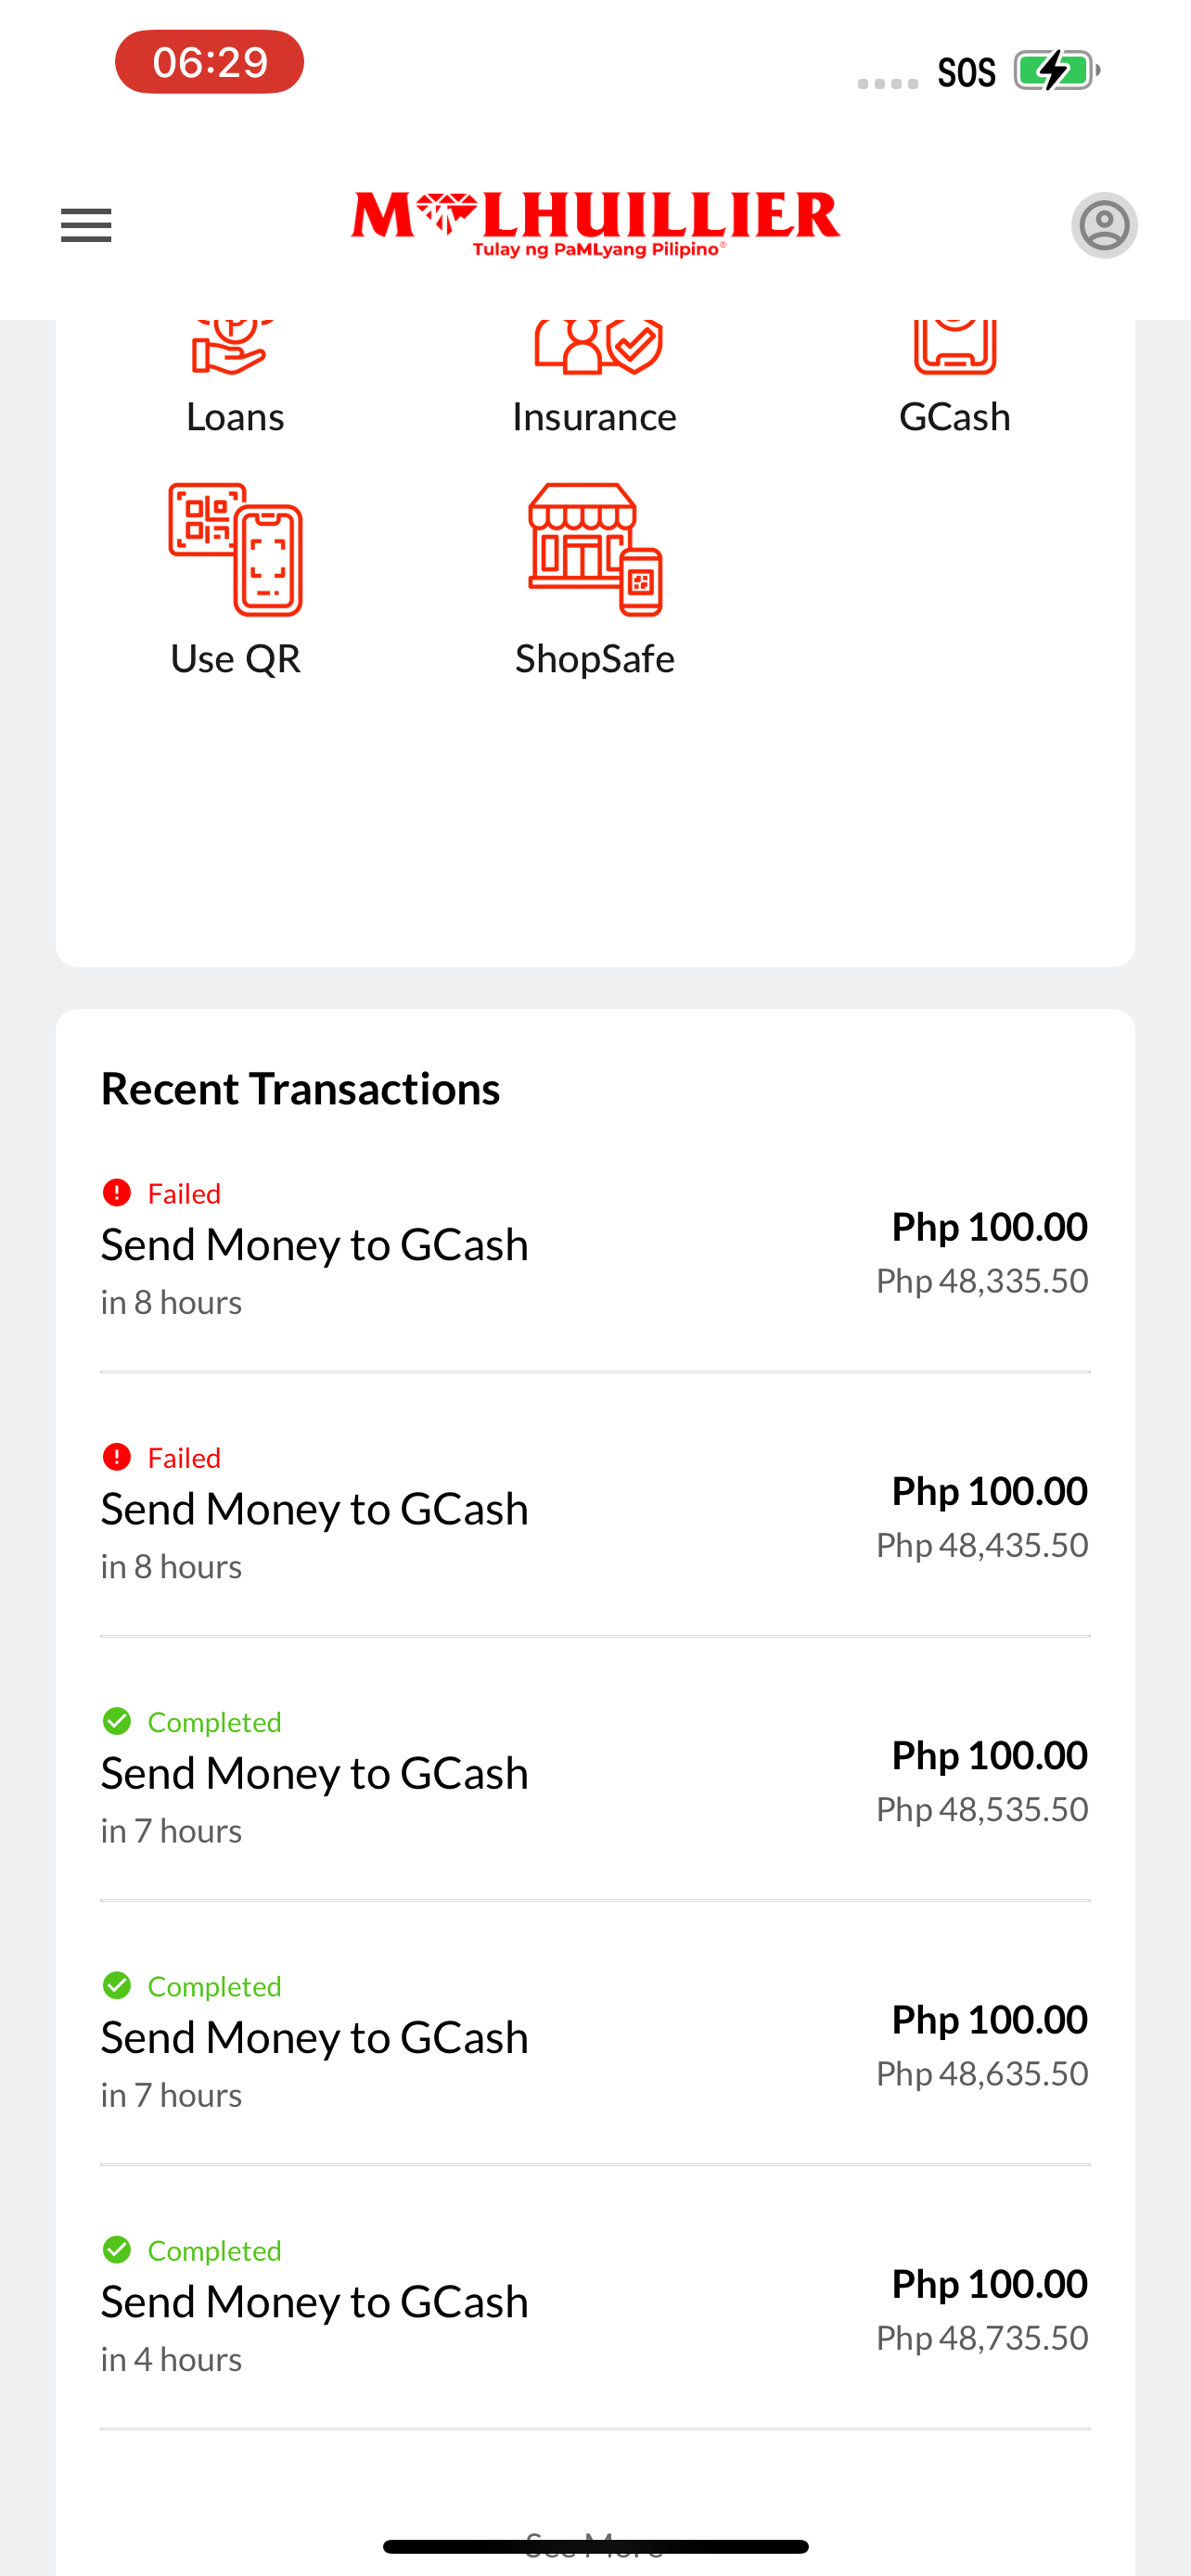 06:29
SOS
M LHUILLIER
Tulay ng PaMLyang Pilipino®
Loans
Insurance
GCash
Use QR
ShopSafe
Recent Transactions
Failed
Send Money to GCash
in 8 hours
Php 100.00
Php 48,335.50
Failed
Send Money to GCash
in 8 hours
Php 100.00
Php 48,435.50
Completed
Send Money to GCash
in 7 hours
Php 100.00
Php 48,535.50
Completed
Send Money to GCash
in 7 hours
Php 100.00
Php 48,635.50
Completed
Send Money to GCash
in 4 hours
Php 100.00
Php 48,735.50
See More